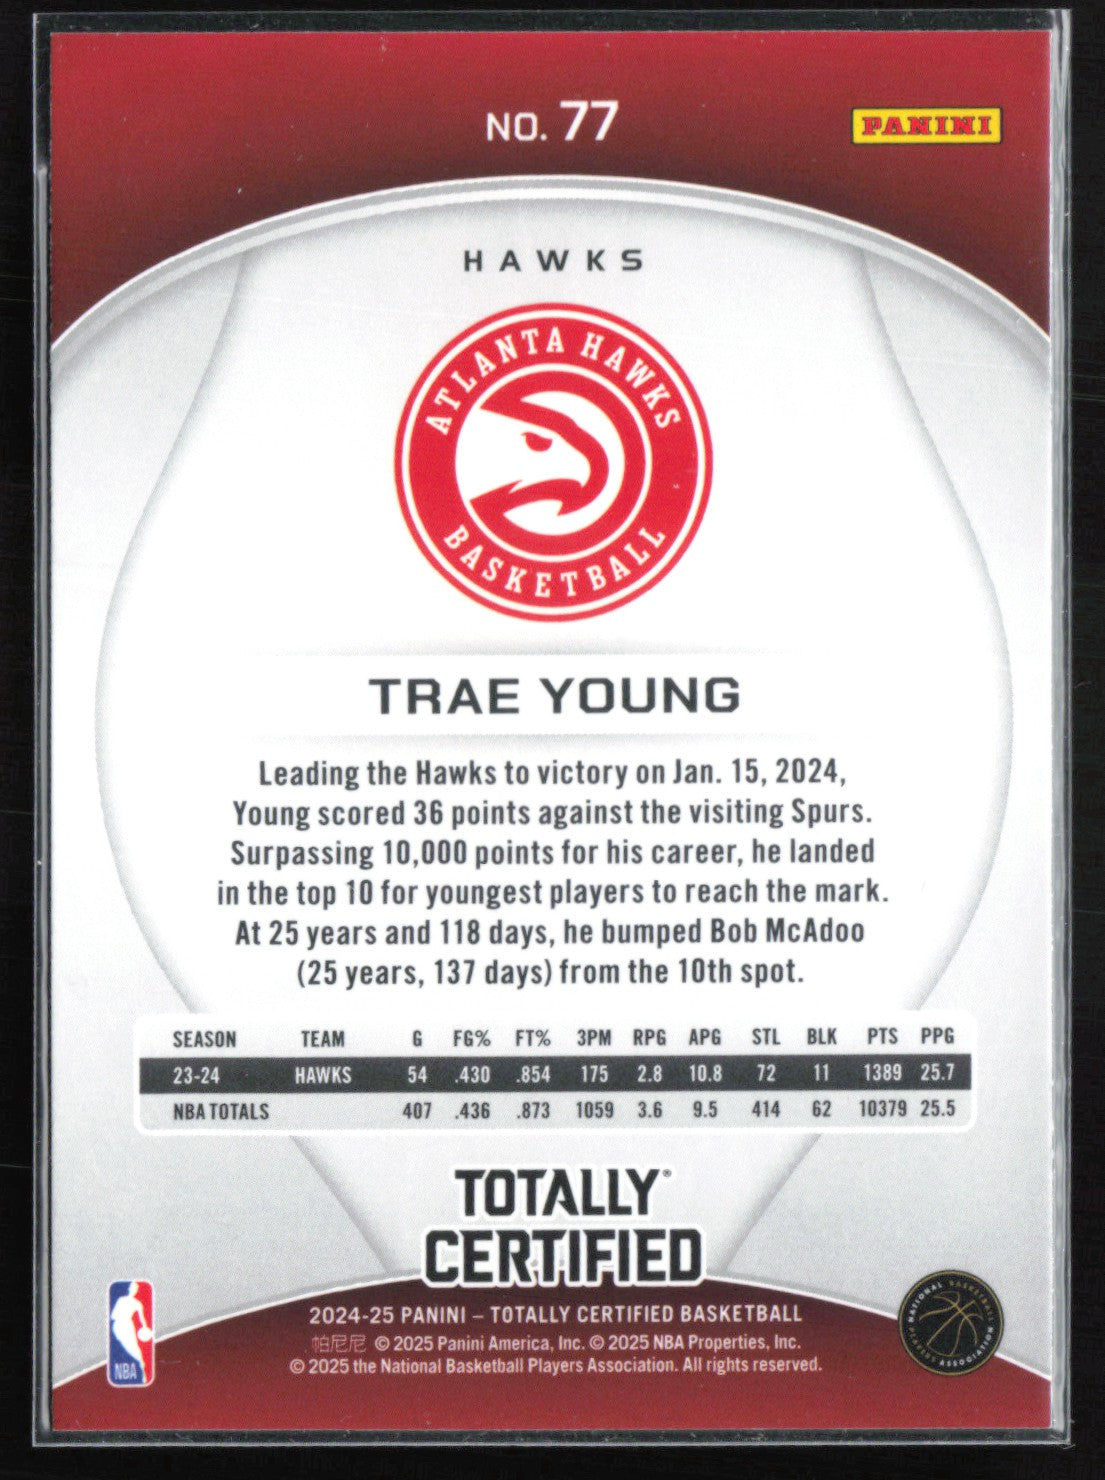 NO. 77
PANINI
HAWKS
ATLANTA HAWKS
BASKETBALL
TRAE YOUNG
Leading the Hawks to victory on Jan. 15, 2024,
Young scored 36 points against the visiting Spurs.
Surpassing 10,000 points for his career, he landed
in the top 10 for youngest players to reach the mark.
At 25 years and 118 days, he bumped Bob McAdoo
(25 years, 137 days) from the 10th spot.
SEASON TEAM G FG% FT% 3PM RPG APG STL BLK PTS PPG
23-24 HAWKS 54 .430 .854 175 2.8 10.8 72 11 1389 25.7
NBA TOTALS 407 .436 .873 1059 3.6 9.5 414 62 10379 25.5
TOTALLY®
CERTIFIED
2024-25 PANINI – TOTALLY CERTIFIED BASKETBALL
帕尼尼 © 2025 Panini America, Inc. © 2025 NBA Properties, Inc.
© 2025 the National Basketball Players Association. All rights reserved.
NBA
NATIONAL BASKETBALL
PLAYERS ASSOCIATION